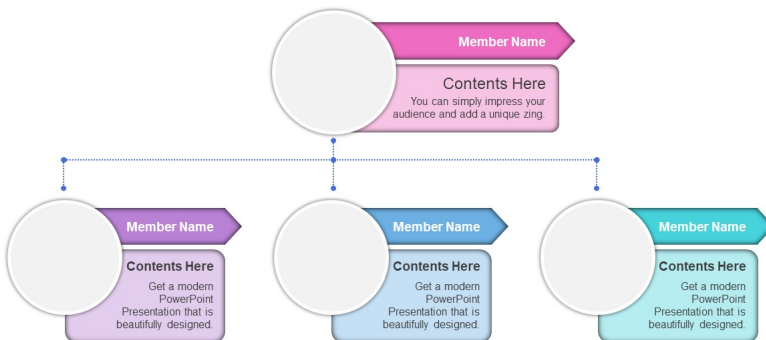 Member Name
Contents Here
You can simply impress your
audience and add a unique zing.
Member Name
Contents Here
Get a modern
PowerPoint
Presentation that is
beautifully designed.
Member Name
Contents Here
Get a modern
PowerPoint
Presentation that is
beautifully designed.
Member Name
Contents Here
Get a modern
PowerPoint
Presentation that is
beautifully designed.